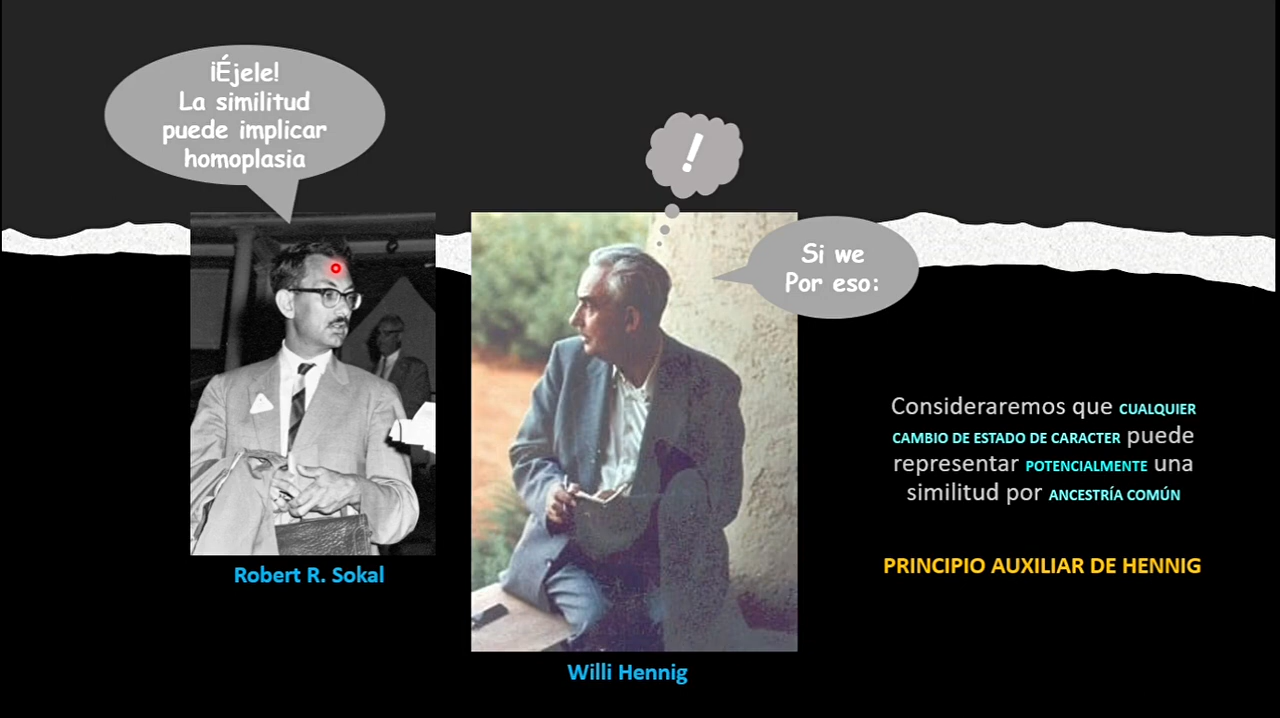 ¡Éjele!
La similitud
puede implicar
homoplasia
!
Si we
Por eso:
Consideraremos que CUALQUIER
CAMBIO DE ESTADO DE CARACTER puede
representar POTENCIALMENTE una
similitud por ANCESTRÍA COMÚN
PRINCIPIO AUXILIAR DE HENNIG
Robert R. Sokal
Willi Hennig